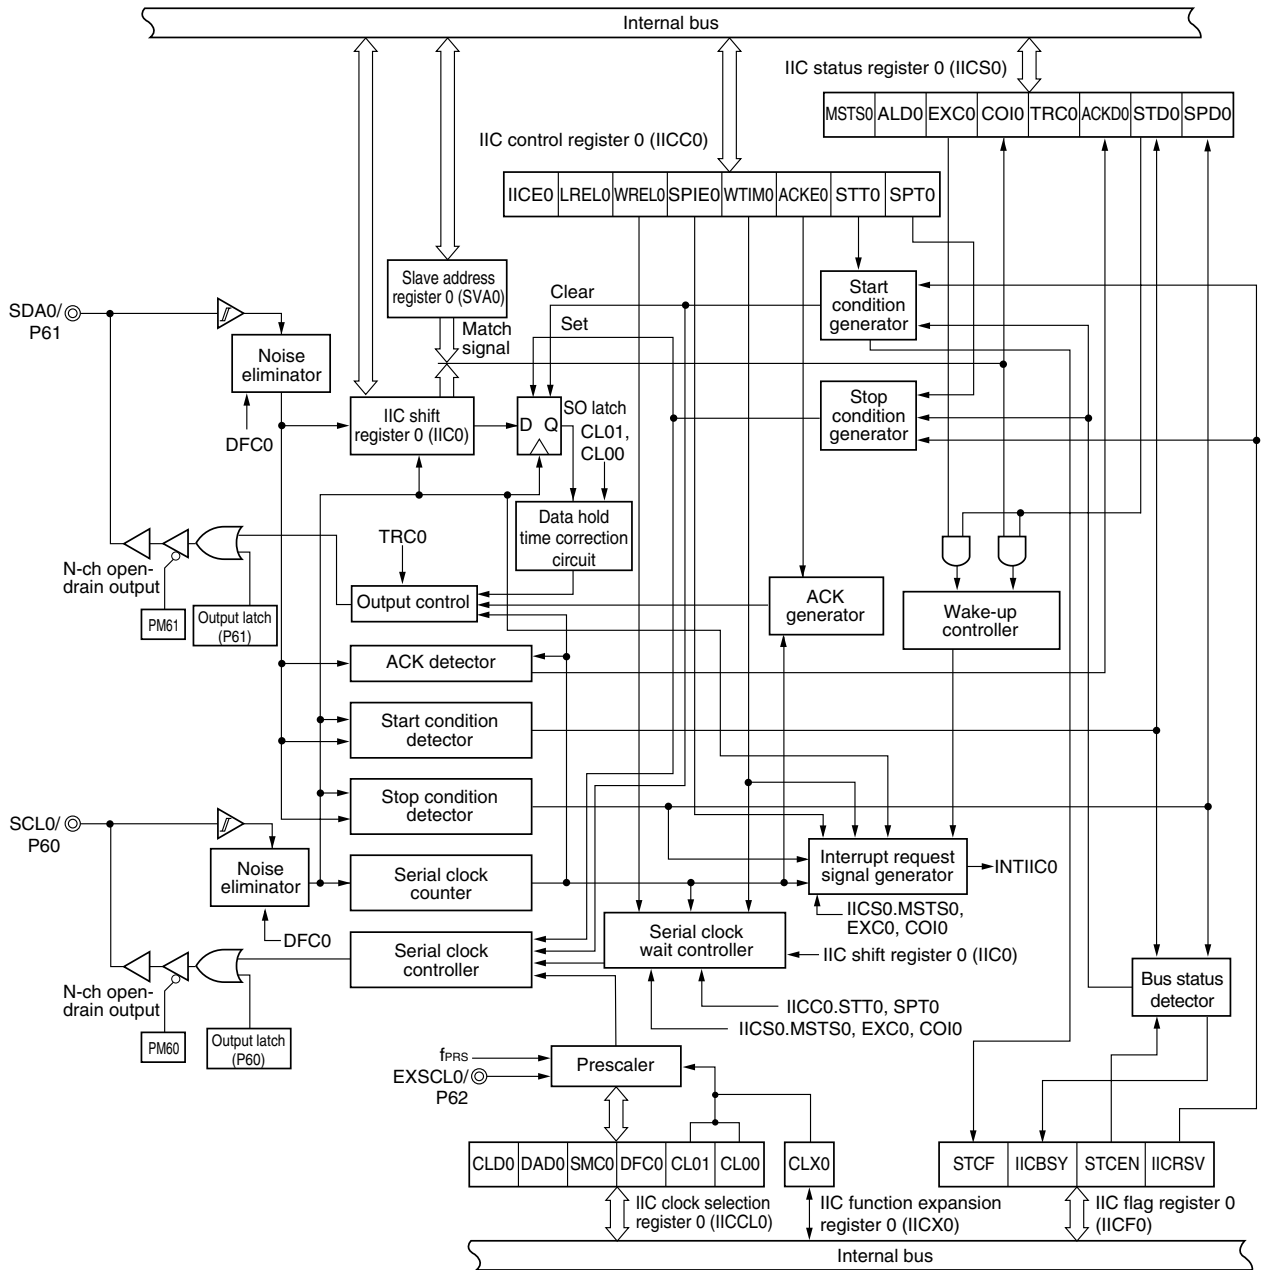 Internal bus
IIC status register 0 (IICS0)
MSTS0 ALD0 EXC0 COI0 TRC0 ACKD0 STD0 SPD0
IIC control register 0 (IICC0)
IICE0 LREL0 WREL0 SPIE0 WTIM0 ACKE0 STT0 SPT0
Slave address
register 0 (SVA0)
Clear
Set
Match
signal
Start
condition
generator
SDA0/
P61
Noise
eliminator
DFC0
IIC shift
register 0 (IIC0)
D Q
SO latch
CL01,
CL00
Stop
condition
generator
Data hold
time correction
circuit
TRC0
N-ch open-
drain output
PM61
Output latch
(P61)
Output control
ACK
generator
Wake-up
controller
ACK detector
Start condition
detector
Stop condition
detector
SCL0/
P60
Noise
eliminator
DFC0
Serial clock
counter
Interrupt request
signal generator
INTIIC0
IICS0.MSTS0,
EXC0, COI0
Serial clock
controller
Serial clock
wait controller
IIC shift register 0 (IIC0)
Bus status
detector
N-ch open-
drain output
PM60
Output latch
(P60)
IICC0.STT0, SPT0
IICS0.MSTS0, EXC0, COI0
fPRS
EXSCL0/
P62
Prescaler
CLD0 DAD0 SMC0 DFC0 CL01 CL00
CLX0
STCF IICBSY STCEN IICRSV
IIC clock selection
register 0 (IICCL0)
IIC function expansion
register 0 (IICX0)
IIC flag register 0
(IICF0)
Internal bus